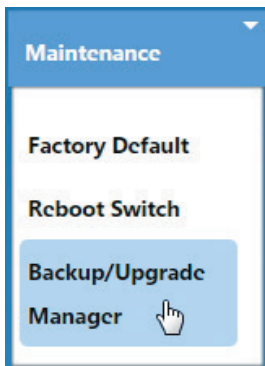 Maintenance
Factory Default
Reboot Switch
Backup/Upgrade
Manager